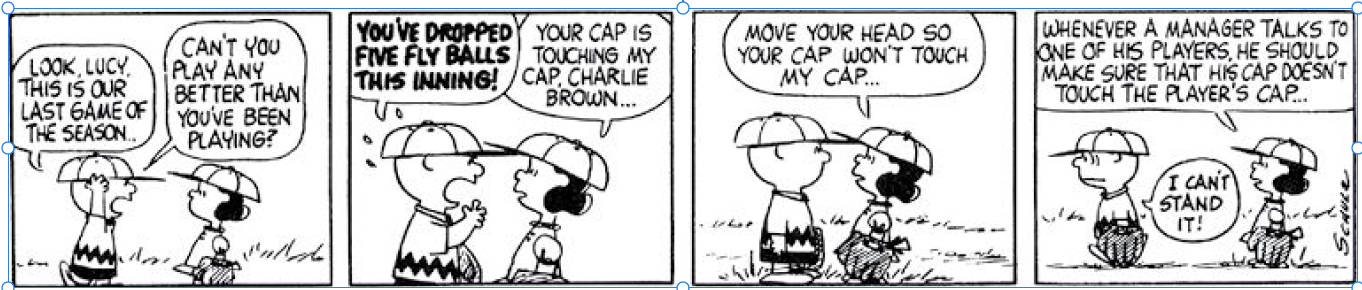 LOOK, LUCY,
THIS IS OUR
LAST GAME OF
THE SEASON..
CAN'T YOU
PLAY ANY
BETTER THAN
YOU'VE BEEN
PLAYING?
YOU'VE DROPPED
FIVE FLY BALLS
THIS INNING!
YOUR CAP IS
TOUCHING MY
CAP, CHARLIE
BROWN...
MOVE YOUR HEAD SO
YOUR CAP WON'T TOUCH
MY CAP...
WHENEVER A MANAGER TALKS TO
ONE OF HIS PLAYERS, HE SHOULD
MAKE SURE THAT HIS CAP DOESN'T
TOUCH THE PLAYER'S CAP...
I CAN'T
STAND
IT!
SCHULZ